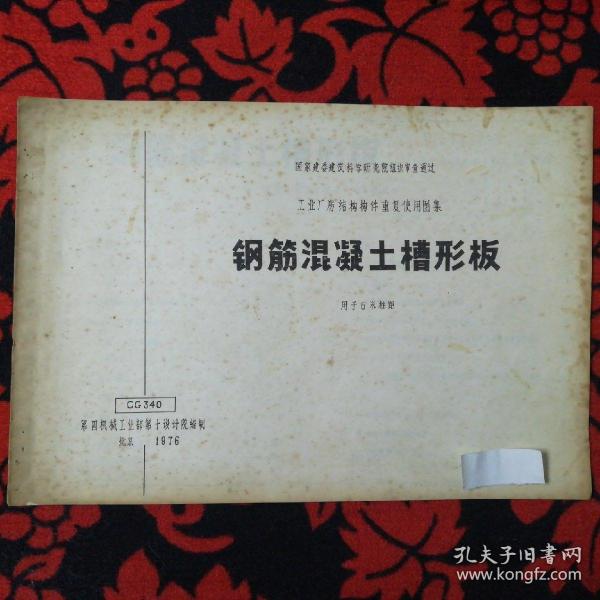 国家建委建筑科学研究院组织审查通过
工业厂房结构构件重复使用图集
钢筋混凝土槽形板
用于6米柱距
CG340
第四机械工业部第十设计院编制
北京 1976
孔夫子旧书网
www.kongfz.com